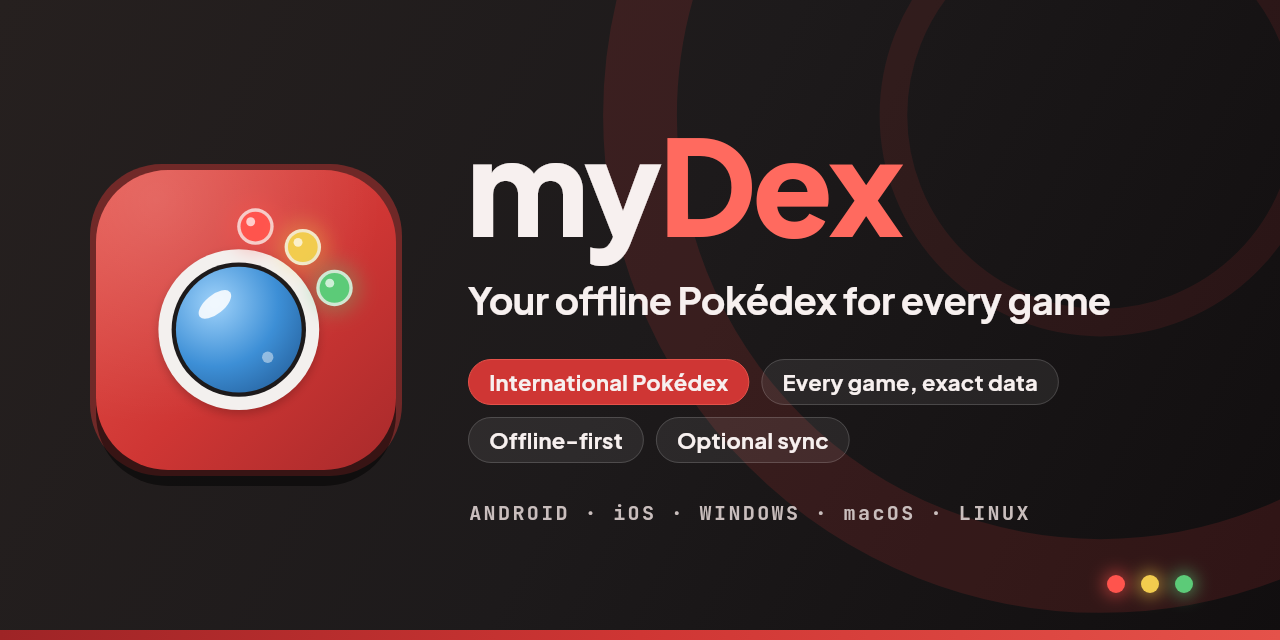 myDex
Your offline Pokédex for every game
International Pokédex
Every game, exact data
Offline-first
Optional sync
ANDROID · iOS · WINDOWS · macOS · LINUX